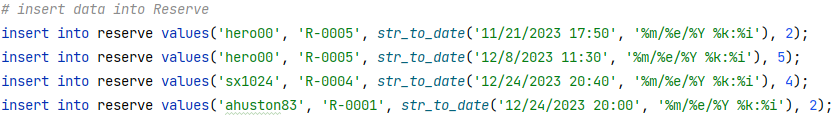 # insert data into Reserve
insert into reserve values('hero00', 'R-0005', str_to_date('11/21/2023 17:50', '%m/%e/%Y %k:%i'), 2);
insert into reserve values('hero00', 'R-0005', str_to_date('12/8/2023 11:30', '%m/%e/%Y %k:%i'), 5);
insert into reserve values('sx1024', 'R-0004', str_to_date('12/24/2023 20:40', '%m/%e/%Y %k:%i'), 4);
insert into reserve values('ahuston83', 'R-0001', str_to_date('12/24/2023 20:00', '%m/%e/%Y %k:%i'), 2);